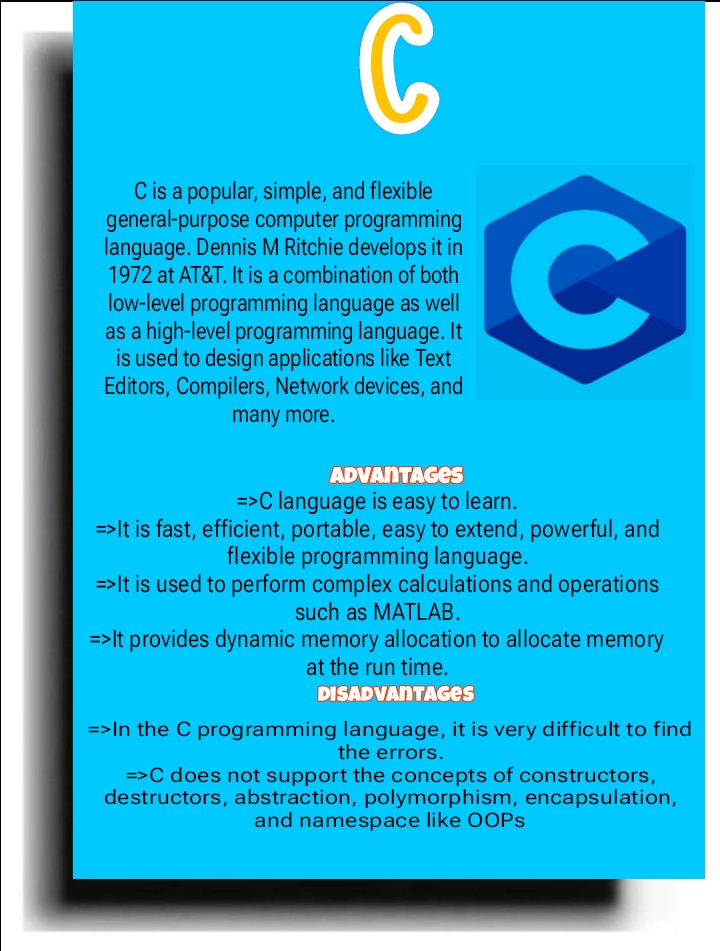 C
C is a popular, simple, and flexible
general-purpose computer programming
language. Dennis M Ritchie develops it in
1972 at AT&T. It is a combination of both
low-level programming language as well
as a high-level programming language. It
is used to design applications like Text
Editors, Compilers, Network devices, and
many more.
C
ADVANTAGES
=>C language is easy to learn.
=>It is fast, efficient, portable, easy to extend, powerful, and
flexible programming language.
=>It is used to perform complex calculations and operations
such as MATLAB.
=>It provides dynamic memory allocation to allocate memory
at the run time.
DISADVANTAGES
=>In the C programming language, it is very difficult to find
the errors.
=>C does not support the concepts of constructors,
destructors, abstraction, polymorphism, encapsulation,
and namespace like OOPs